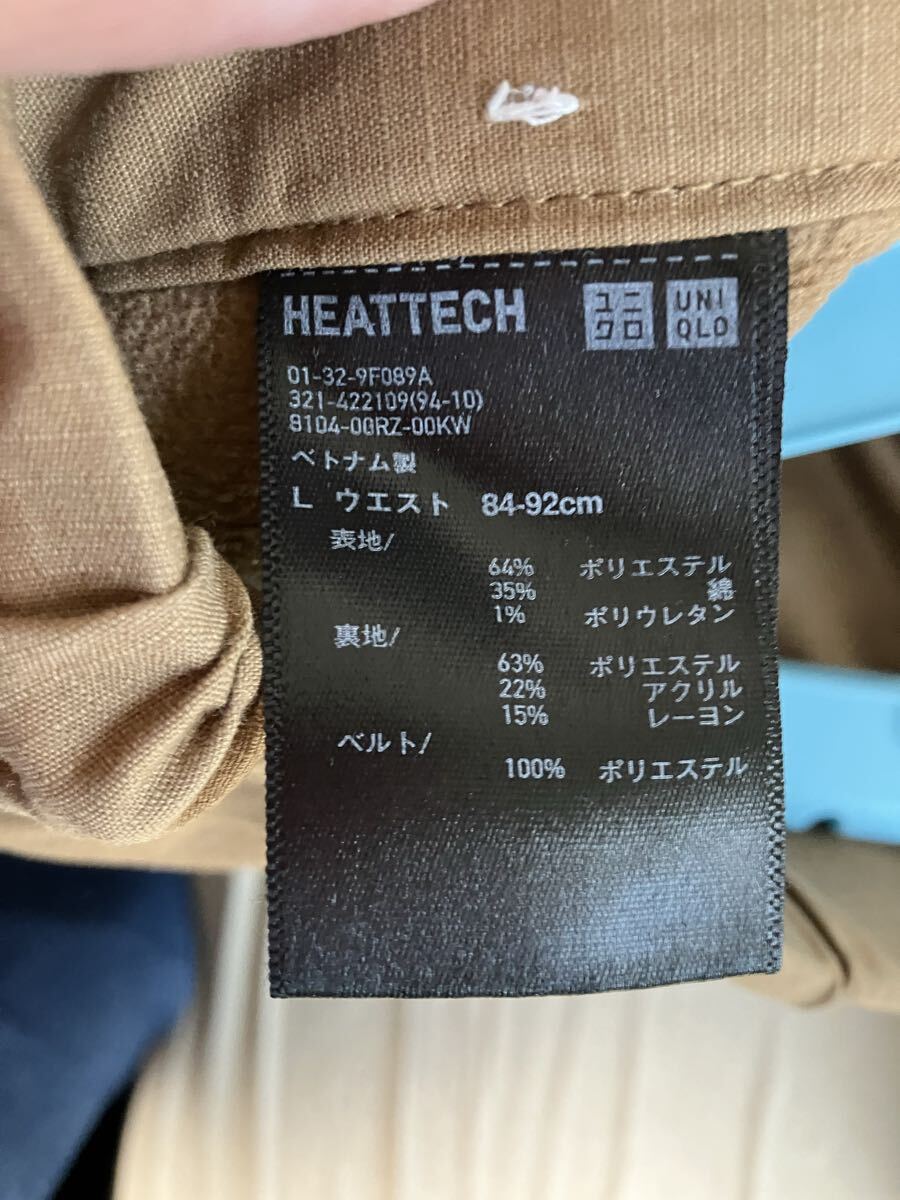 HEATTECH
ユニ
クロ
UNI
QLO
01-32-9F089A
321-422109(94-10)
8104-0GRZ-00KW
ベトナム製
L ウエスト 84-92cm
表地/
64% ポリエステル
35% 綿
1% ポリウレタン
裏地/
63% ポリエステル
22% アクリル
15% レーヨン
ベルト/
100% ポリエステル